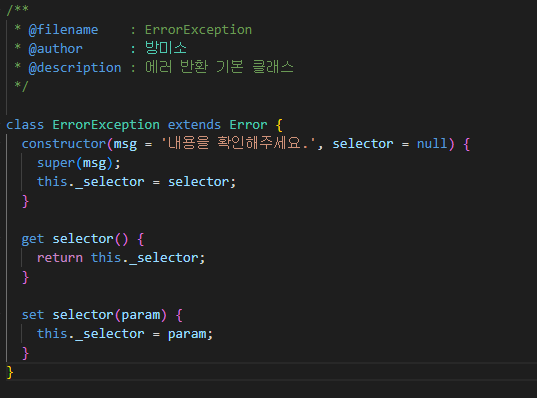 /**
 * @filename    : ErrorException
 * @author      : 방미소
 * @description : 에러 반환 기본 클래스
 */
class ErrorException extends Error {
  constructor(msg = '내용을 확인해주세요.', selector = null) {
    super(msg);
    this._selector = selector;
  }
  get selector() {
    return this._selector;
  }
  set selector(param) {
    this._selector = param;
  }
}